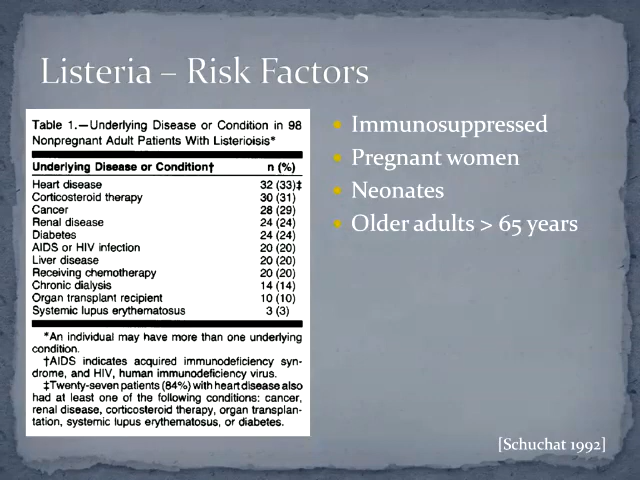 Listeria – Risk Factors
Table 1.—Underlying Disease or Condition in 98
Nonpregnant Adult Patients With Listerioisis*
Underlying Disease or Condition† n (%)
Heart disease 32 (33)‡
Corticosteroid therapy 30 (31)
Cancer 28 (29)
Renal disease 24 (24)
Diabetes 24 (24)
AIDS or HIV infection 20 (20)
Liver disease 20 (20)
Receiving chemotherapy 20 (20)
Chronic dialysis 14 (14)
Organ transplant recipient 10 (10)
Systemic lupus erythematosus 3 (3)
*An individual may have more than one underlying
condition.
†AIDS indicates acquired immunodeficiency syn-
drome, and HIV, human immunodeficiency virus.
‡Twenty-seven patients (84%) with heart disease also
had at least one of the following conditions: cancer,
renal disease, corticosteroid therapy, organ transplan-
tation, systemic lupus erythematosus, or diabetes.
Immunosuppressed
Pregnant women
Neonates
Older adults > 65 years
[Schuchat 1992]